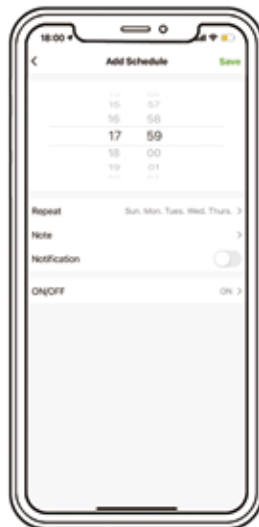 18:00
Add Schedule Save
15 57
16 58
17 59
18 00
19 01
Repeat Sun. Mon. Tues. Wed. Thurs.
Note
Notification
ON/OFF ON